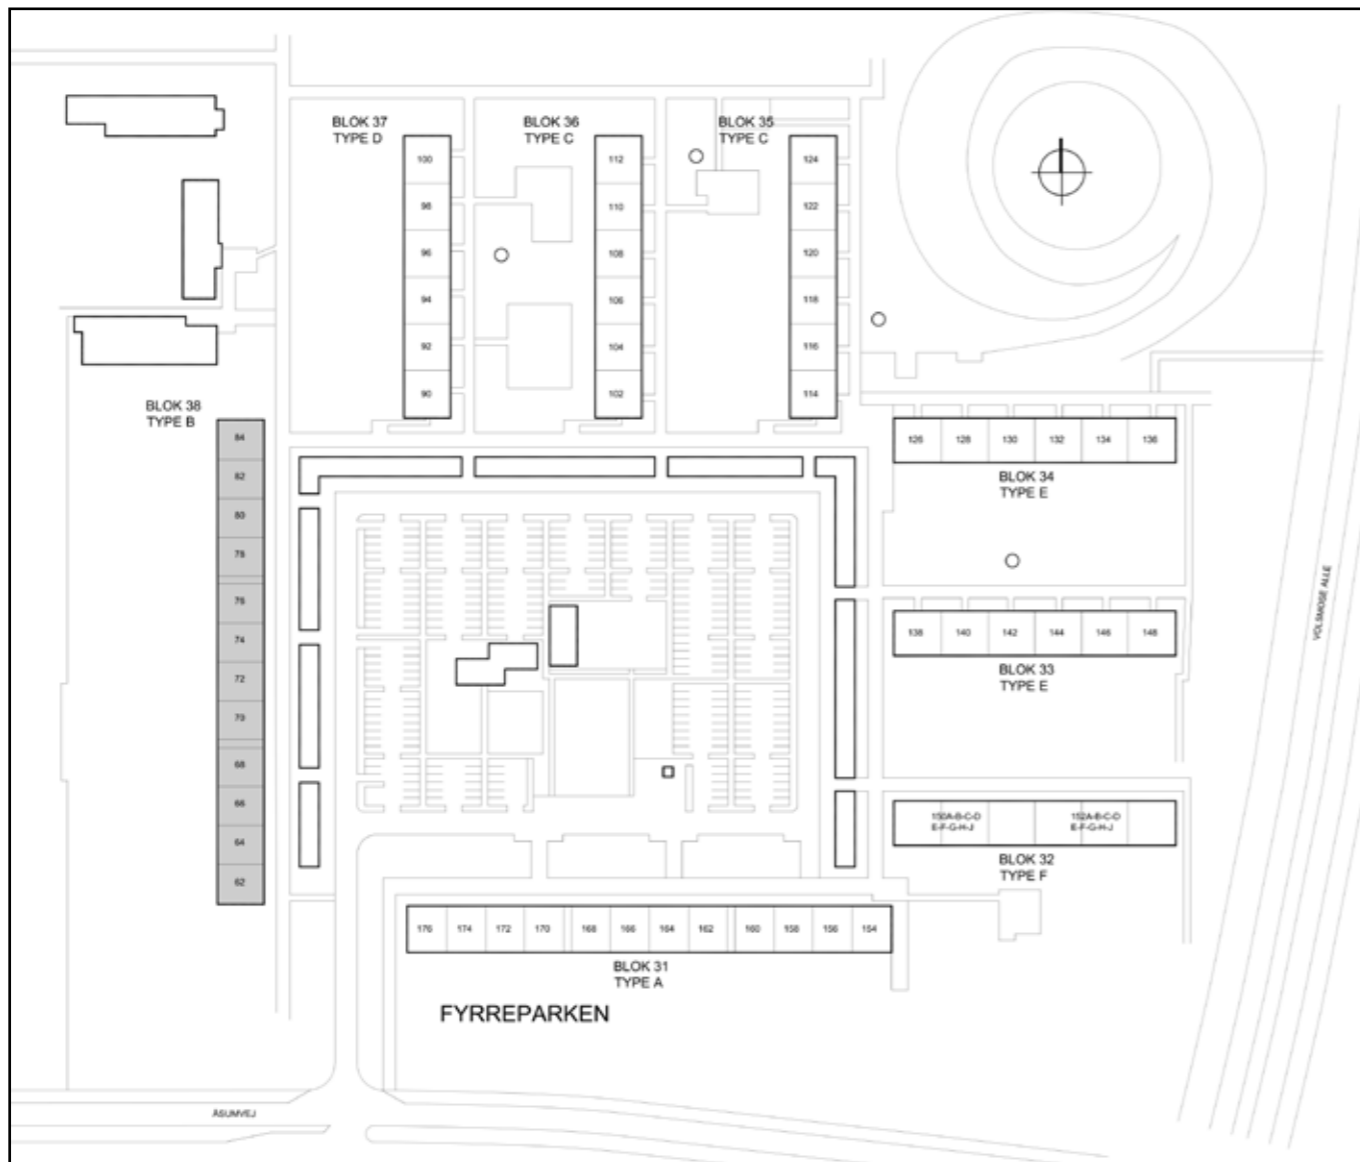 BLOK 37
TYPE D
BLOK 36
TYPE C
BLOK 35
TYPE C
100
98
96
94
92
90
112
110
108
106
104
102
124
122
120
118
116
114
BLOK 38
TYPE B
84
82
80
78
76
74
72
70
68
66
64
62
126 128 130 132 134 136
BLOK 34
TYPE E
VOLSMOSE ALLE
138 140 142 144 146 148
BLOK 33
TYPE E
150A-B-C-D
E-F-G-H-J
152A-B-C-D
E-F-G-H-J
BLOK 32
TYPE F
176 174 172 170 168 166 164 162 160 158 156 154
BLOK 31
TYPE A
FYRREPARKEN
ÅSUMVEJ